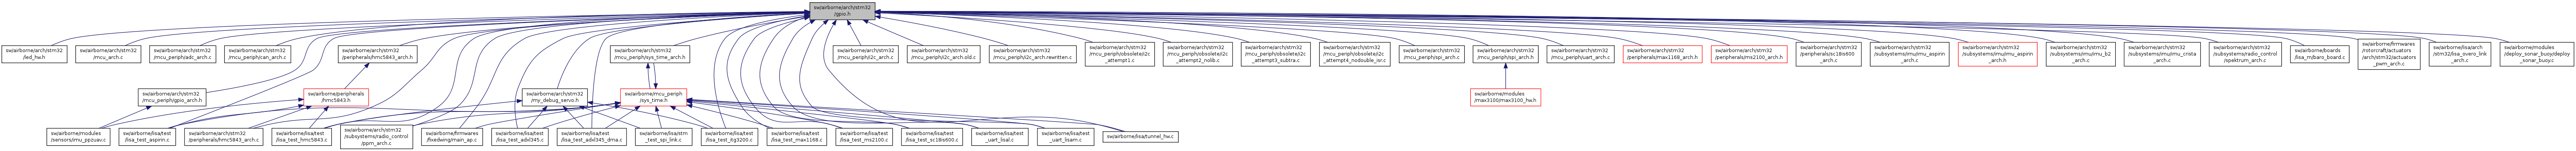 sw/airborne/arch/stm32
/gpio.h
sw/airborne/arch/stm32
/led_hw.h
sw/airborne/arch/stm32
/mcu_arch.c
sw/airborne/arch/stm32
/mcu_periph/adc_arch.c
sw/airborne/arch/stm32
/mcu_periph/can_arch.c
sw/airborne/arch/stm32
/peripherals/hmc5843_arch.h
sw/airborne/arch/stm32
/mcu_periph/sys_time_arch.h
sw/airborne/arch/stm32
/mcu_periph/i2c_arch.c
sw/airborne/arch/stm32
/mcu_periph/i2c_arch.old.c
sw/airborne/arch/stm32
/mcu_periph/i2c_arch.rewritten.c
sw/airborne/arch/stm32
/mcu_periph/obsolete/i2c
_attempt1.c
sw/airborne/arch/stm32
/mcu_periph/obsolete/i2c
_attempt2_nolib.c
sw/airborne/arch/stm32
/mcu_periph/obsolete/i2c
_attempt3_subtra.c
sw/airborne/arch/stm32
/mcu_periph/obsolete/i2c
_attempt4_nodouble_isr.c
sw/airborne/arch/stm32
/mcu_periph/spi_arch.c
sw/airborne/arch/stm32
/mcu_periph/spi_arch.h
sw/airborne/arch/stm32
/mcu_periph/uart_arch.c
sw/airborne/arch/stm32
/peripherals/max1168_arch.h
sw/airborne/arch/stm32
/peripherals/ms2100_arch.h
sw/airborne/arch/stm32
/peripherals/sc18is600
_arch.c
sw/airborne/arch/stm32
/subsystems/imu/imu_aspirin
_arch.c
sw/airborne/arch/stm32
/subsystems/imu/imu_aspirin
_arch.h
sw/airborne/arch/stm32
/subsystems/imu/imu_b2
_arch.c
sw/airborne/arch/stm32
/subsystems/imu/imu_crista
_arch.c
sw/airborne/arch/stm32
/subsystems/radio_control
/spektrum_arch.c
sw/airborne/boards
/lisa_m/baro_board.c
sw/airborne/firmwares
/rotorcraft/actuators
/arch/stm32/actuators
_pwm_arch.c
sw/airborne/lisa/arch
/stm32/lisa_overo_link
_arch.c
sw/airborne/modules
/deploy_sonar_buoy/deploy
_sonar_buoy.c
sw/airborne/arch/stm32
/mcu_periph/gpio_arch.h
sw/airborne/peripherals
/hmc5843.h
sw/airborne/arch/stm32
/my_debug_servo.h
sw/airborne/mcu_periph
/sys_time.h
sw/airborne/modules
/max3100/max3100_hw.h
sw/airborne/modules
/sensors/imu_ppzuav.c
sw/airborne/lisa/test
/lisa_test_aspirin.c
sw/airborne/arch/stm32
/peripherals/hmc5843_arch.c
sw/airborne/lisa/test
/lisa_test_hmc5843.c
sw/airborne/arch/stm32
/subsystems/radio_control
/ppm_arch.c
sw/airborne/firmwares
/fixedwing/main_ap.c
sw/airborne/lisa/test
/lisa_test_adxl345.c
sw/airborne/lisa/test
/lisa_test_adxl345_dma.c
sw/airborne/lisa/stm
_test_spi_link.c
sw/airborne/lisa/test
/lisa_test_itg3200.c
sw/airborne/lisa/test
/lisa_test_max1168.c
sw/airborne/lisa/test
/lisa_test_ms2100.c
sw/airborne/lisa/test
/lisa_test_sc18is600.c
sw/airborne/lisa/test
_uart_lisal.c
sw/airborne/lisa/test
_uart_lisam.c
sw/airborne/lisa/tunnel_hw.c